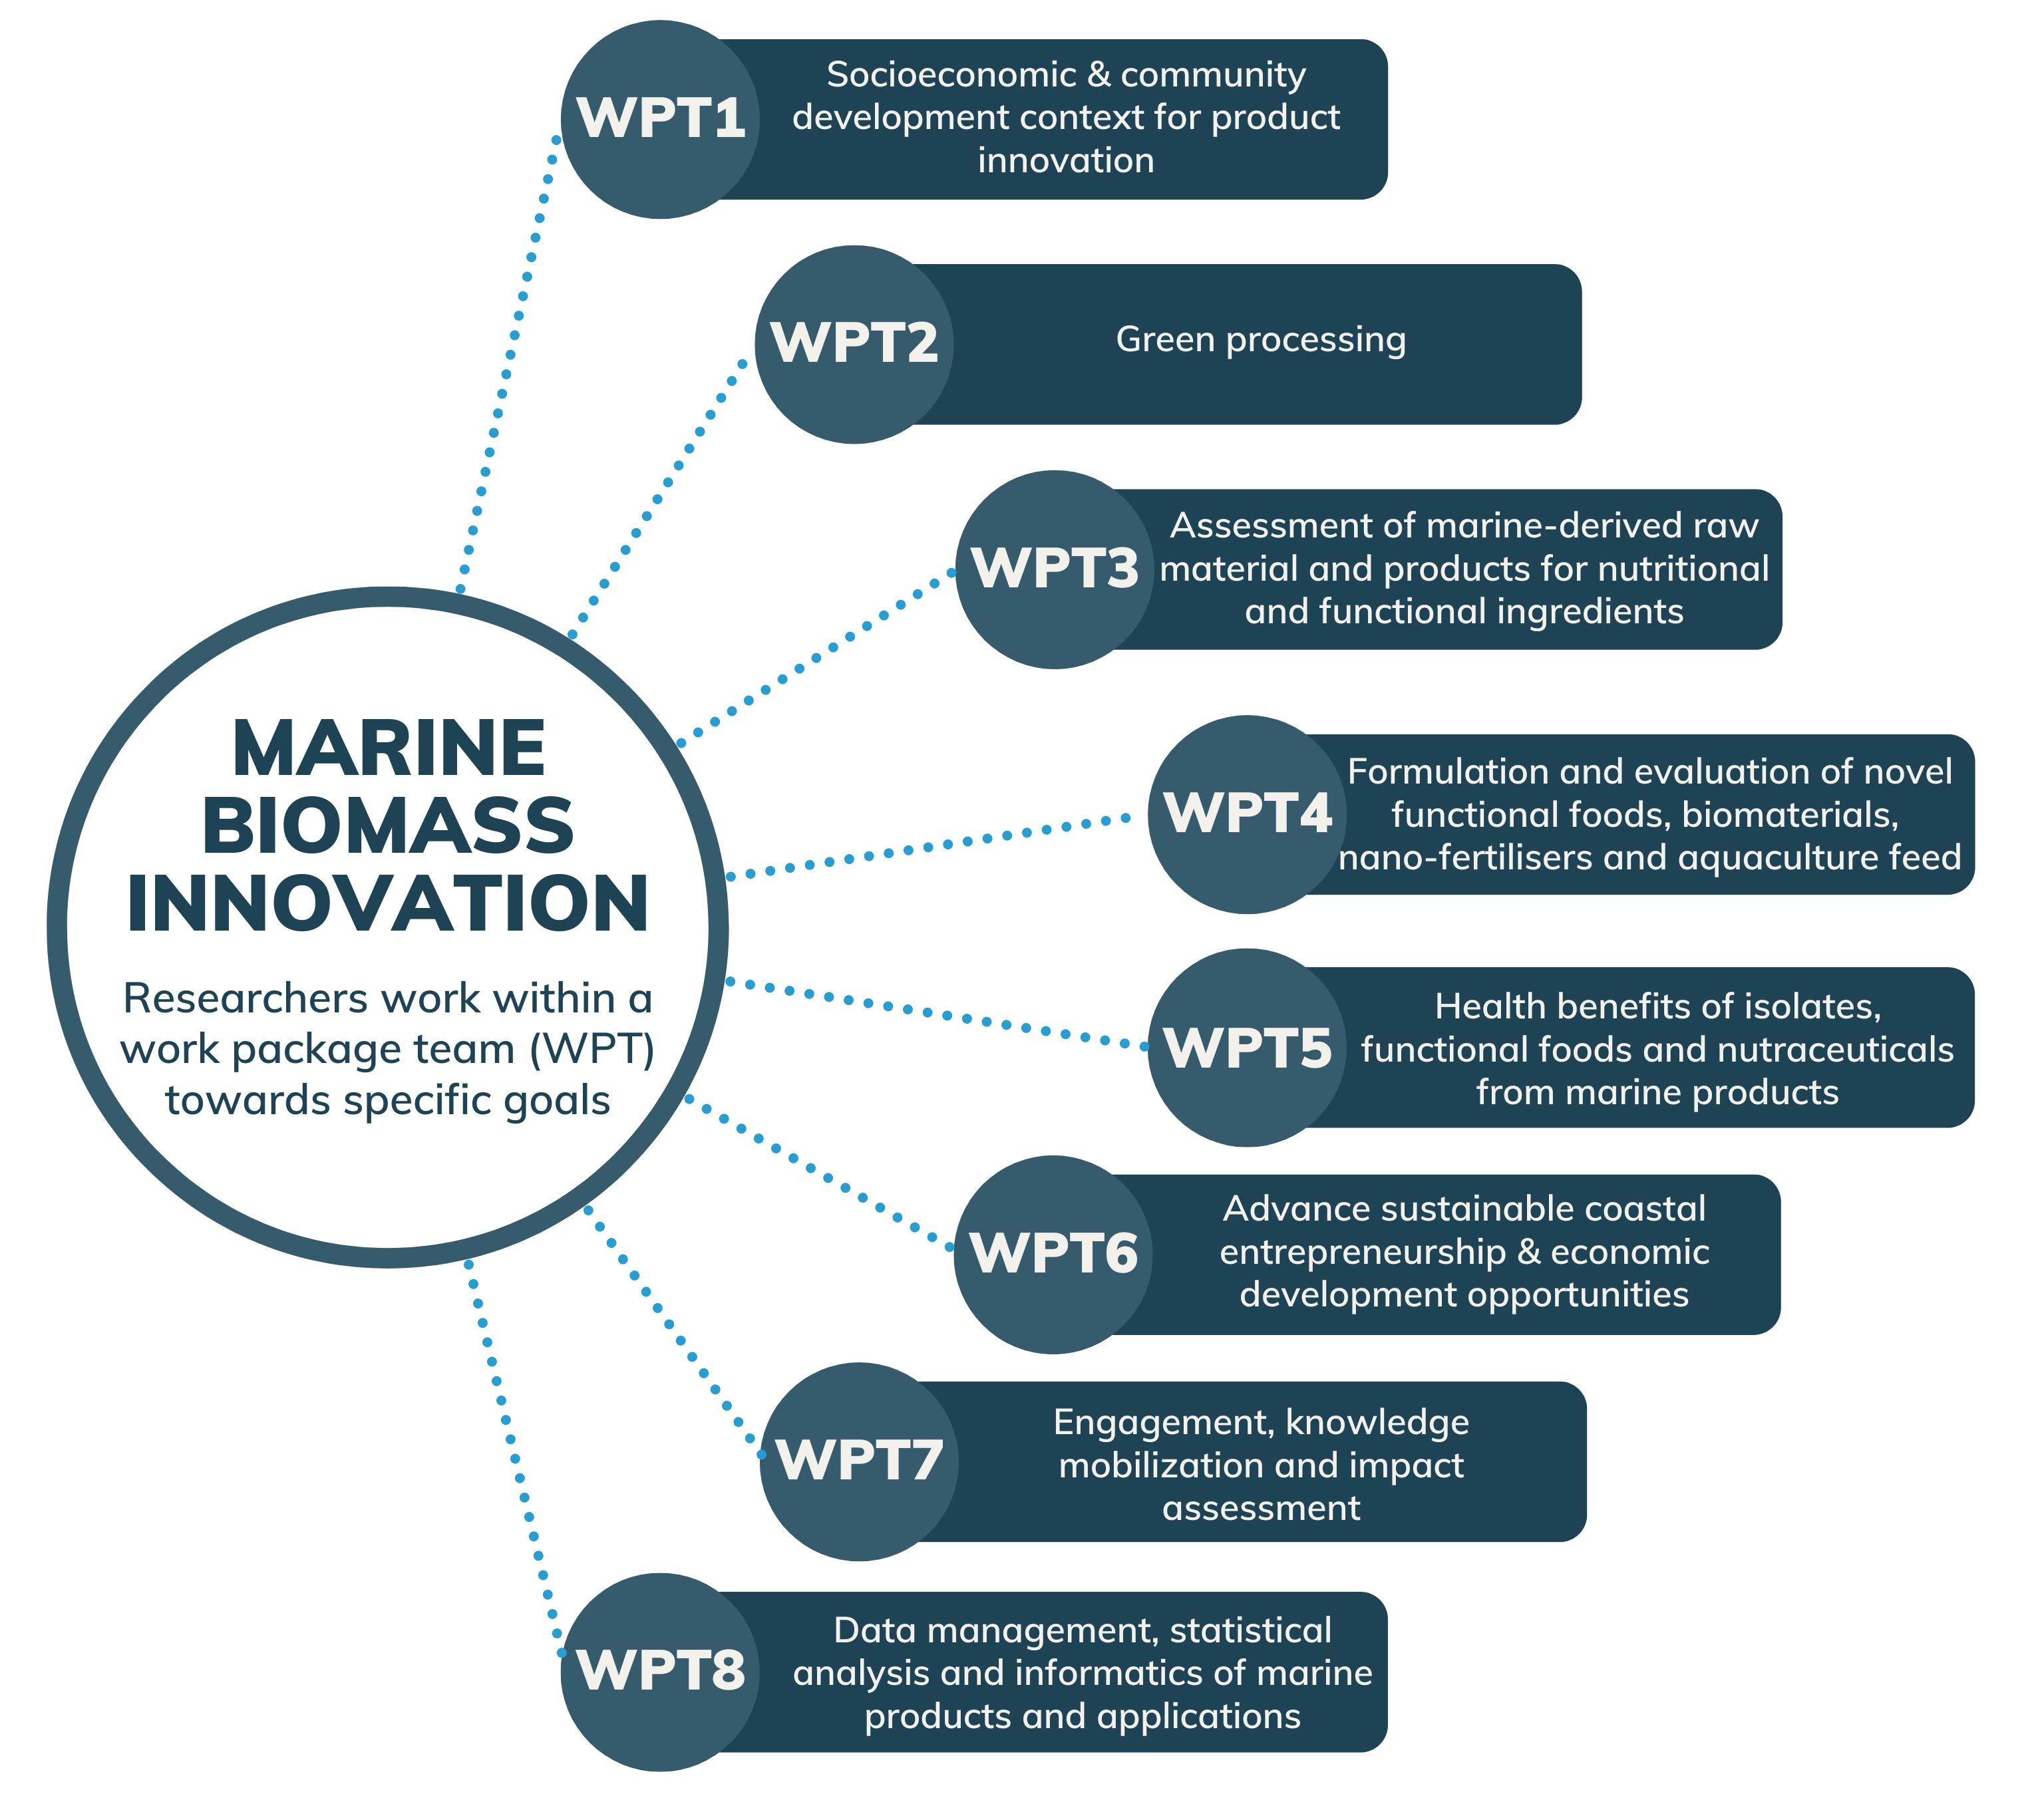 WPT1
Socioeconomic & community
development context for product
innovation
WPT2
Green processing
WPT3
Assessment of marine-derived raw
material and products for nutritional
and functional ingredients
MARINE
BIOMASS
INNOVATION
Researchers work within a
work package team (WPT)
towards specific goals
WPT4
Formulation and evaluation of novel
functional foods, biomaterials,
nano-fertilisers and aquaculture feed
WPT5
Health benefits of isolates,
functional foods and nutraceuticals
from marine products
WPT6
Advance sustainable coastal
entrepreneurship & economic
development opportunities
WPT7
Engagement, knowledge
mobilization and impact
assessment
WPT8
Data management, statistical
analysis and informatics of marine
products and applications